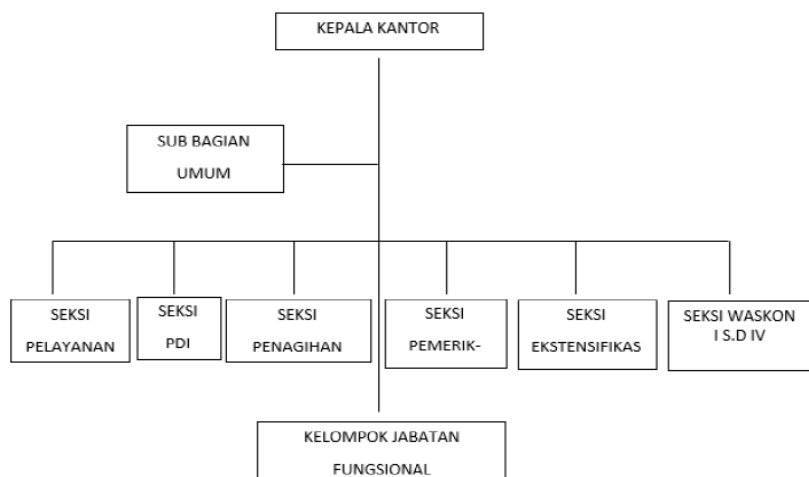 KEPALA KANTOR
SUB BAGIAN
UMUM
SEKSI
PELAYANAN
SEKSI
PDI
SEKSI
PENAGIHAN
SEKSI
PEMERIK-
SEKSI
EKSTENSIFIKAS
SEKSI WASKON
I S.D IV
KELOMPOK JABATAN
FUNGSIONAL